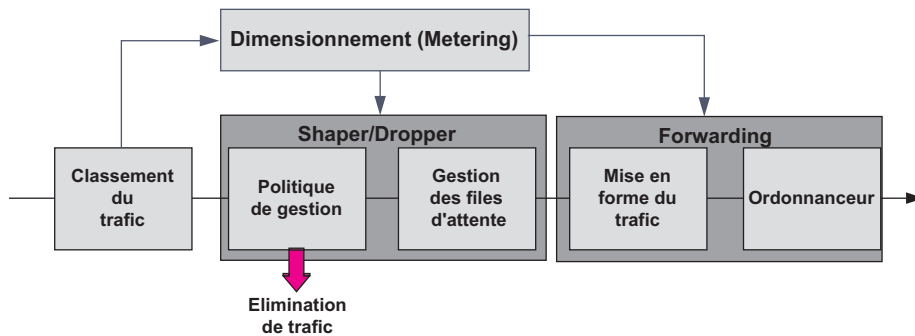 Dimensionnement (Metering)
Shaper/Dropper
Forwarding
Classement
du
trafic
Politique
de gestion
Gestion
des files
d'attente
Mise en
forme du
trafic
Ordonnanceur
Elimination
de trafic